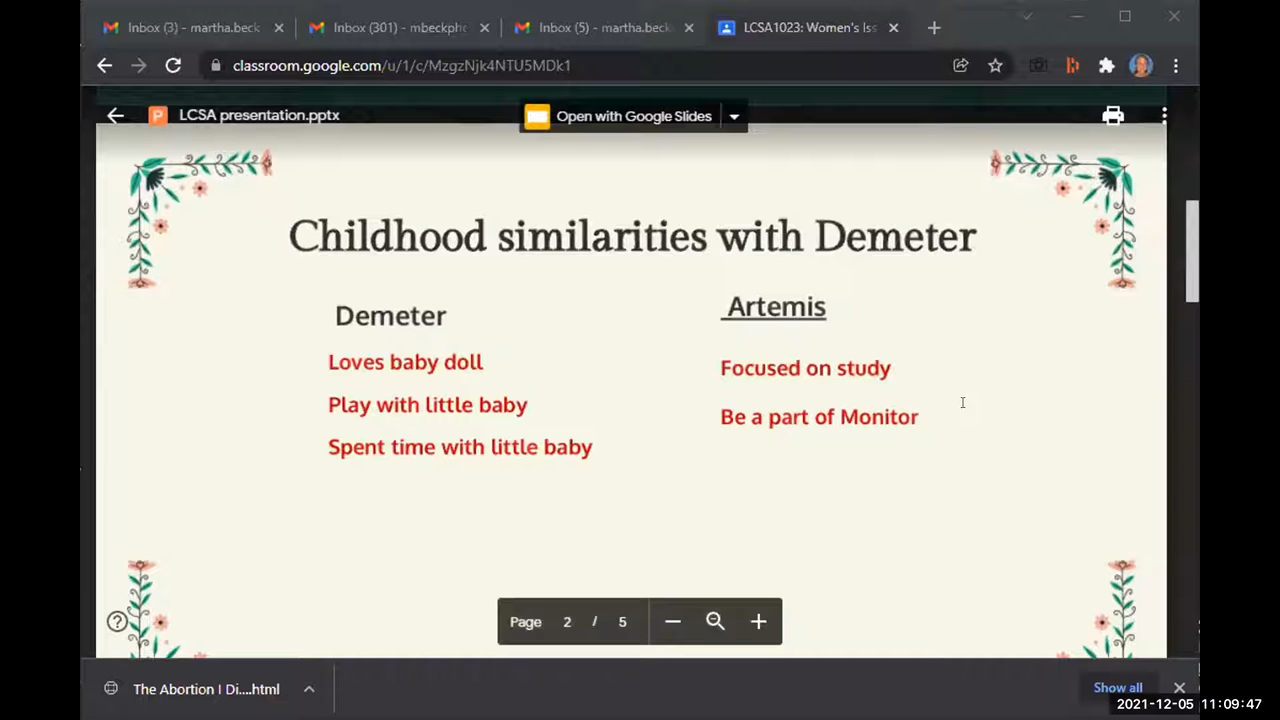 Inbox (3) - martha.beck
Inbox (301) - mbeckpho
Inbox (5) - martha.beck
LCSA1023: Women's Iss
classroom.google.com/u/1/c/MzgzNjk4NTU5MDk1
LCSA presentation.pptx
Open with Google Slides
Childhood similarities with Demeter
Demeter
Loves baby doll
Play with little baby
Spent time with little baby
Artemis
Focused on study
Be a part of Monitor
Page 2 / 5
The Abortion I Di....html
Show all
2021-12-05 11:09:47